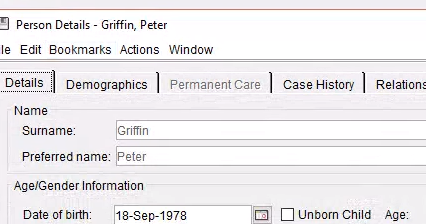 Person Details - Griffin, Peter
le Edit Bookmarks Actions Window
Details Demographics Permanent Care Case History Relations
Name
Surname: Griffin
Preferred name: Peter
Age/Gender Information
Date of birth: 18-Sep-1978 Unborn Child Age: